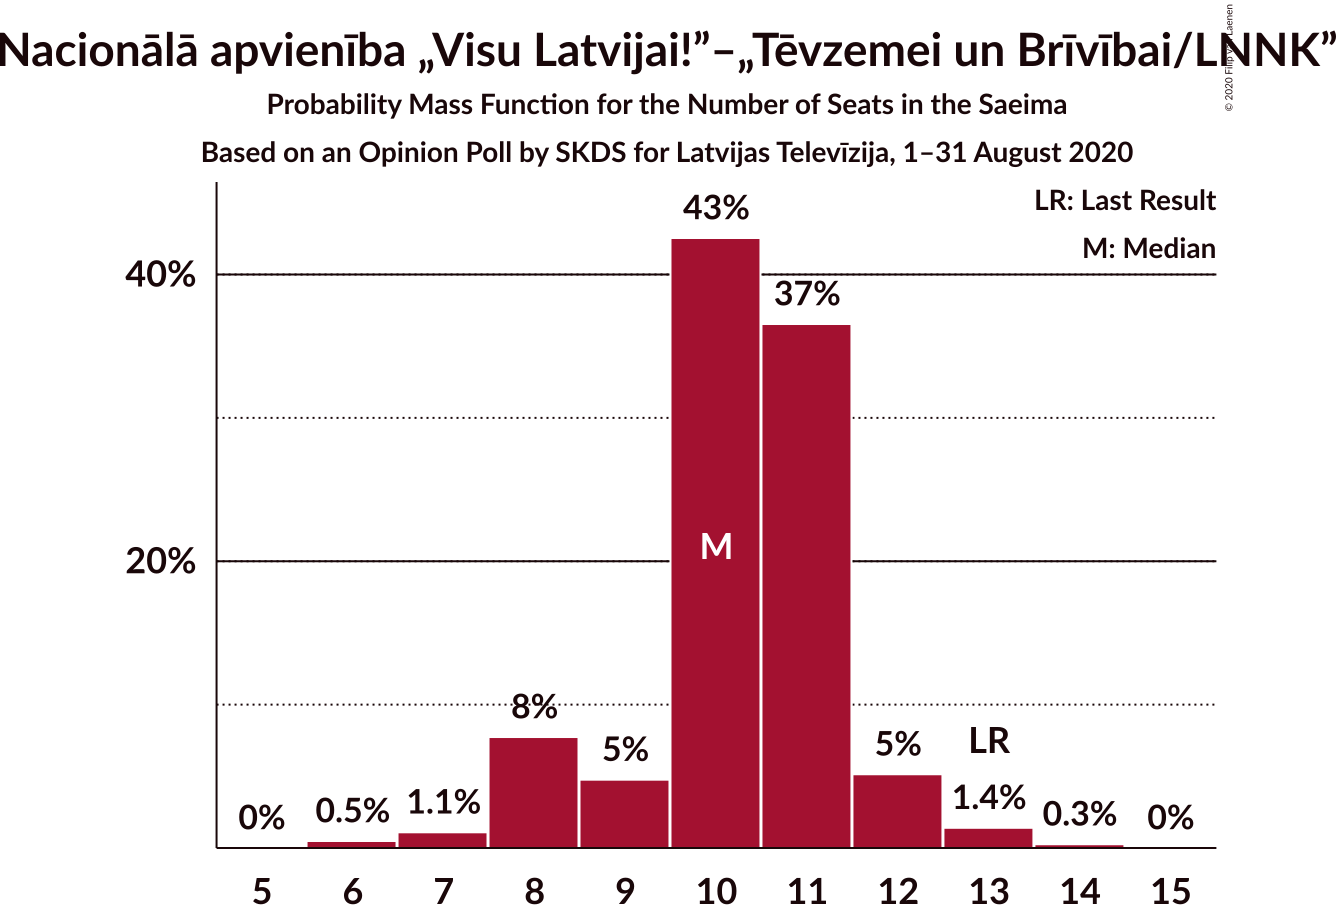 Nacionālā apvienība „Visu Latvijai!”–„Tēvzemei un Brīvībai/LNNK”
© 2020 Filip van Laenen
Probability Mass Function for the Number of Seats in the Saeima
Based on an Opinion Poll by SKDS for Latvijas Televīzija, 1–31 August 2020
LR: Last Result
M: Median
43%
40%
37%
M
20%
8%
5%
5%
LR
0%
0.5%
1.1%
1.4%
0.3%
0%
5 6 7 8 9 10 11 12 13 14 15